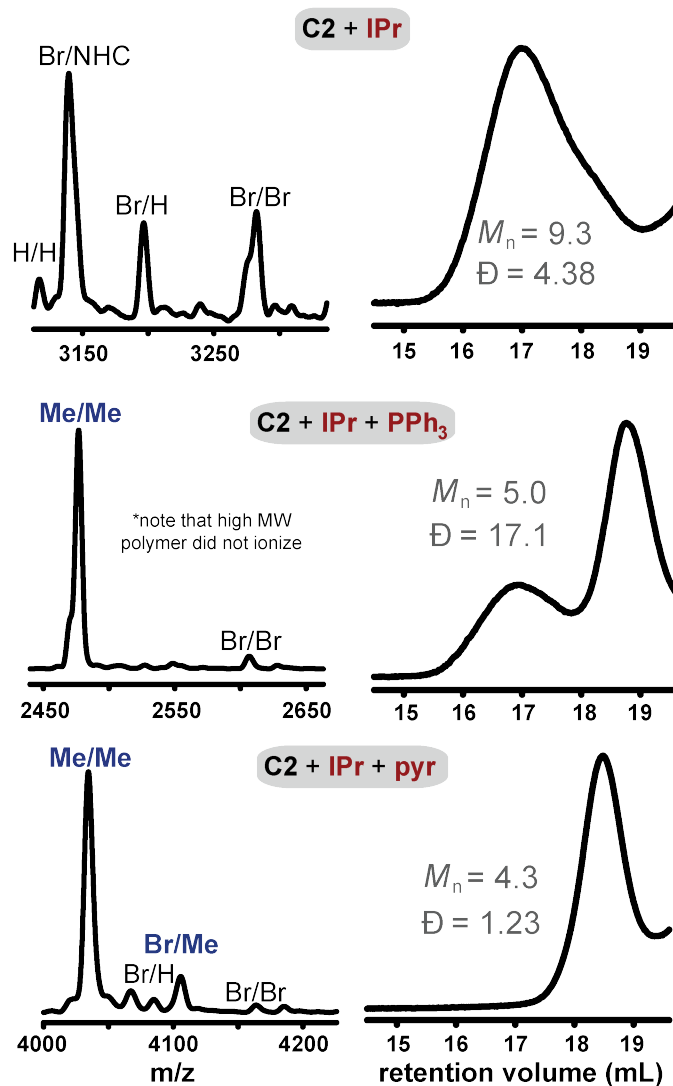 C2 + IPr
Br/NHC
Br/H
Br/Br
H/H
Mn = 9.3
Đ = 4.38
3150 3250
15 16 17 18 19
Me/Me
C2 + IPr + PPh3
*note that high MW
polymer did not ionize
Mn = 5.0
Đ = 17.1
Br/Br
2450 2550 2650
15 16 17 18 19
Me/Me
C2 + IPr + pyr
Mn = 4.3
Đ = 1.23
Br/Me
Br/H
Br/Br
4000 4100 4200
15 16 17 18 19
m/z
retention volume (mL)